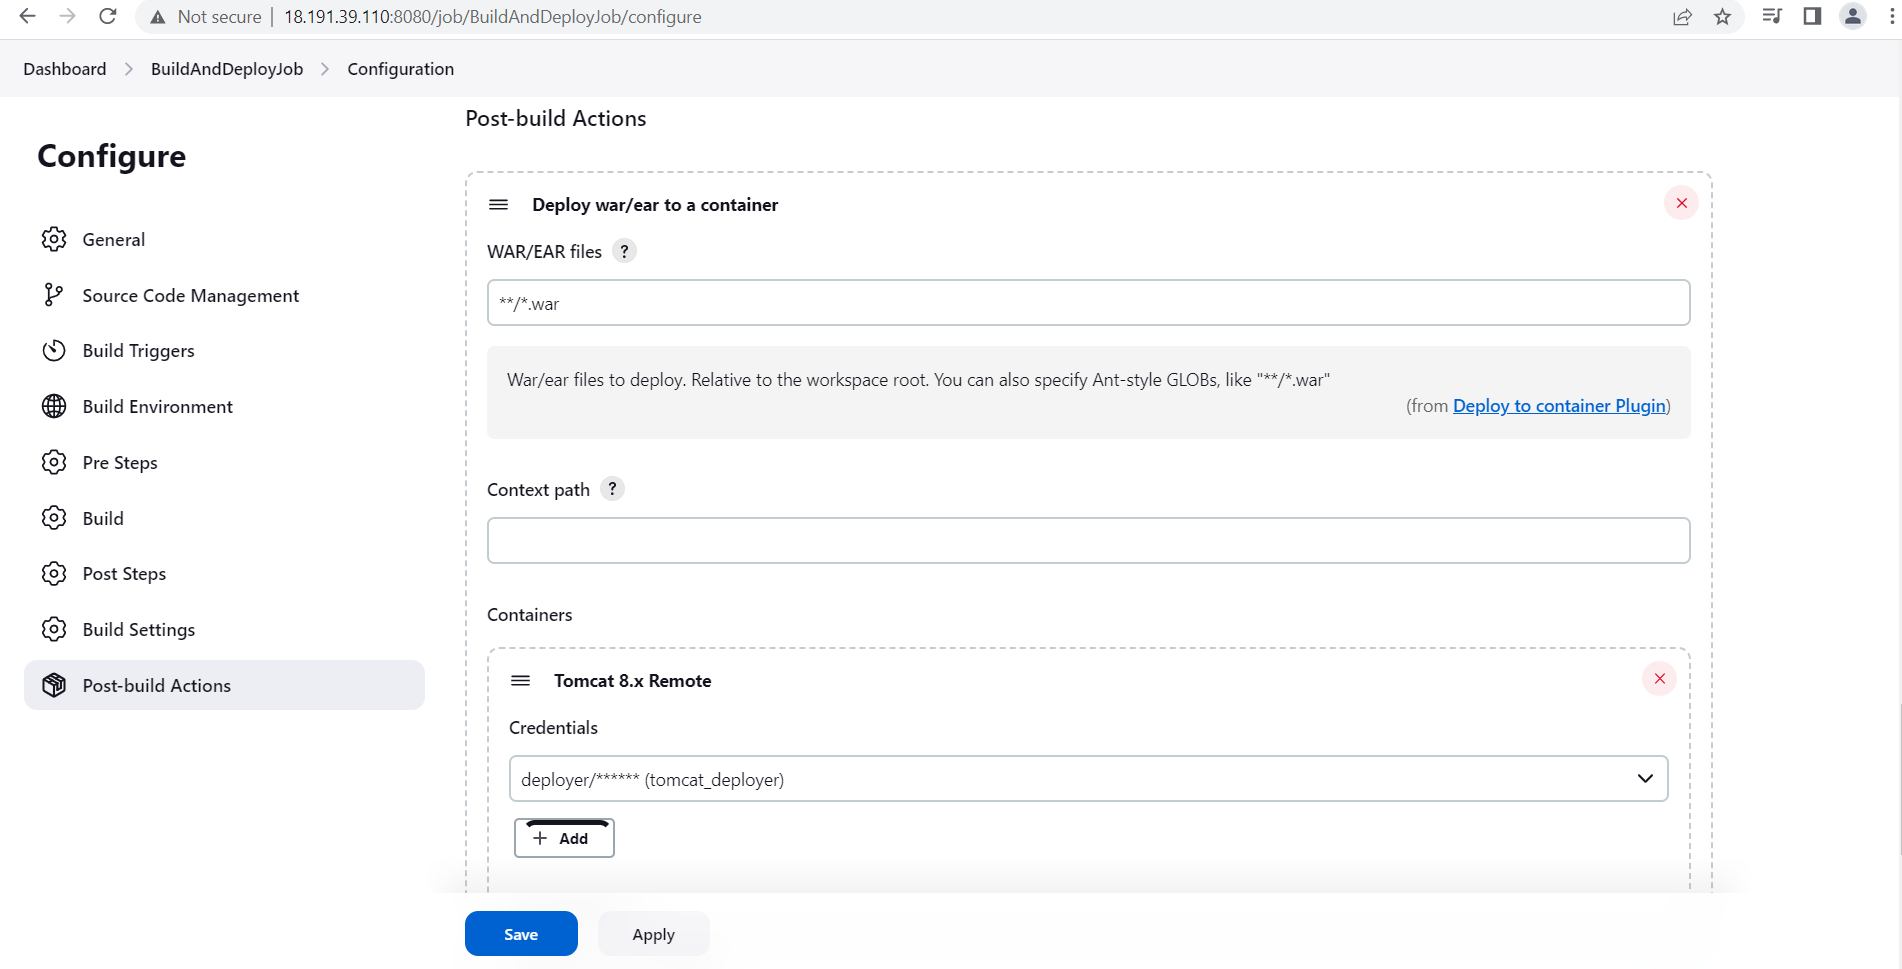 Not secure | 18.191.39.110:8080/job/BuildAndDeployJob/configure
Dashboard > BuildAndDeployJob > Configuration
Post-build Actions
Configure
Deploy war/ear to a container
General
WAR/EAR files ?
Source Code Management
**/*.war
Build Triggers
War/ear files to deploy. Relative to the workspace root. You can also specify Ant-style GLOBs, like "**/*.war"
Build Environment
(from Deploy to container Plugin)
Pre Steps
Context path ?
Build
Post Steps
Containers
Build Settings
Tomcat 8.x Remote
Post-build Actions
Credentials
deployer/****** (tomcat_deployer)
+ Add
Save
Apply